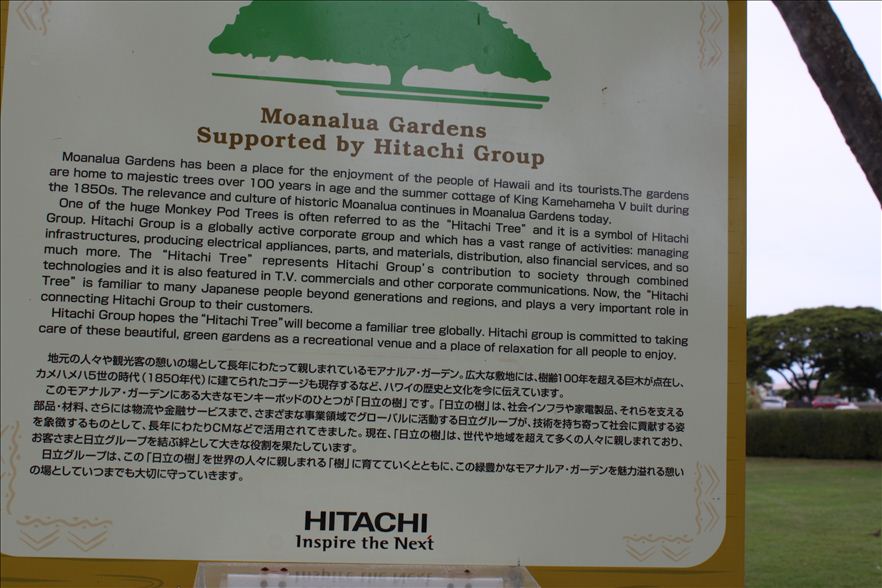 Moanalua Gardens
Supported by Hitachi Group
Moanalua Gardens has been a place for the enjoyment of the people of Hawaii and its tourists.The gardens
are home to majestic trees over 100 years in age and the summer cottage of King Kamehameha V built during
the 1850s. The relevance and culture of historic Moanalua continues in Moanalua Gardens today.
One of the huge Monkey Pod Trees is often referred to as the "Hitachi Tree" and it is a symbol of Hitachi
Group. Hitachi Group is a globally active corporate group and which has a vast range of activities: managing
infrastructures, producing electrical appliances, parts, and materials, distribution, also financial services, and so
much more. The "Hitachi Tree" represents Hitachi Group's contribution to society through combined
technologies and it is also featured in T.V. commercials and other corporate communications. Now, the "Hitachi
Tree" is familiar to many Japanese people beyond generations and regions, and plays a very important role in
connecting Hitachi Group to their customers.
Hitachi Group hopes the "Hitachi Tree" will become a familiar tree globally. Hitachi group is committed to taking
care of these beautiful, green gardens as a recreational venue and a place of relaxation for all people to enjoy.
地元の人々や観光客の憩いの場として長年にわたって親しまれているモアナルア・ガーデン。広大な敷地には、樹齢100年を超える巨木が点在し、
カメハメハ5世の時代(1850年代)に建てられたコテージも現存するなど、ハワイの歴史と文化を今に伝えています。
このモアナルア・ガーデンにある大きなモンキーポッドのひとつが「日立の樹」です。「日立の樹」は、社会インフラや家電製品、それらを支える
部品・材料、さらには物流や金融サービスまで、さまざまな事業領域でグローバルに活動する日立グループが、技術を持ち寄って社会に貢献する姿
を象徴するものとして、長年にわたりCMなどで活用されてきました。現在、「日立の樹」は、世代や地域を超えて多くの人々に親しまれており、
お客さまと日立グループを結ぶ絆として大きな役割を果たしています。
日立グループは、この「日立の樹」を世界の人々に親しまれる「樹」に育てていくとともに、この緑豊かなモアナルア・ガーデンを魅力溢れる憩い
の場としていつまでも大切に守っていきます。
HITACHI
Inspire the Next